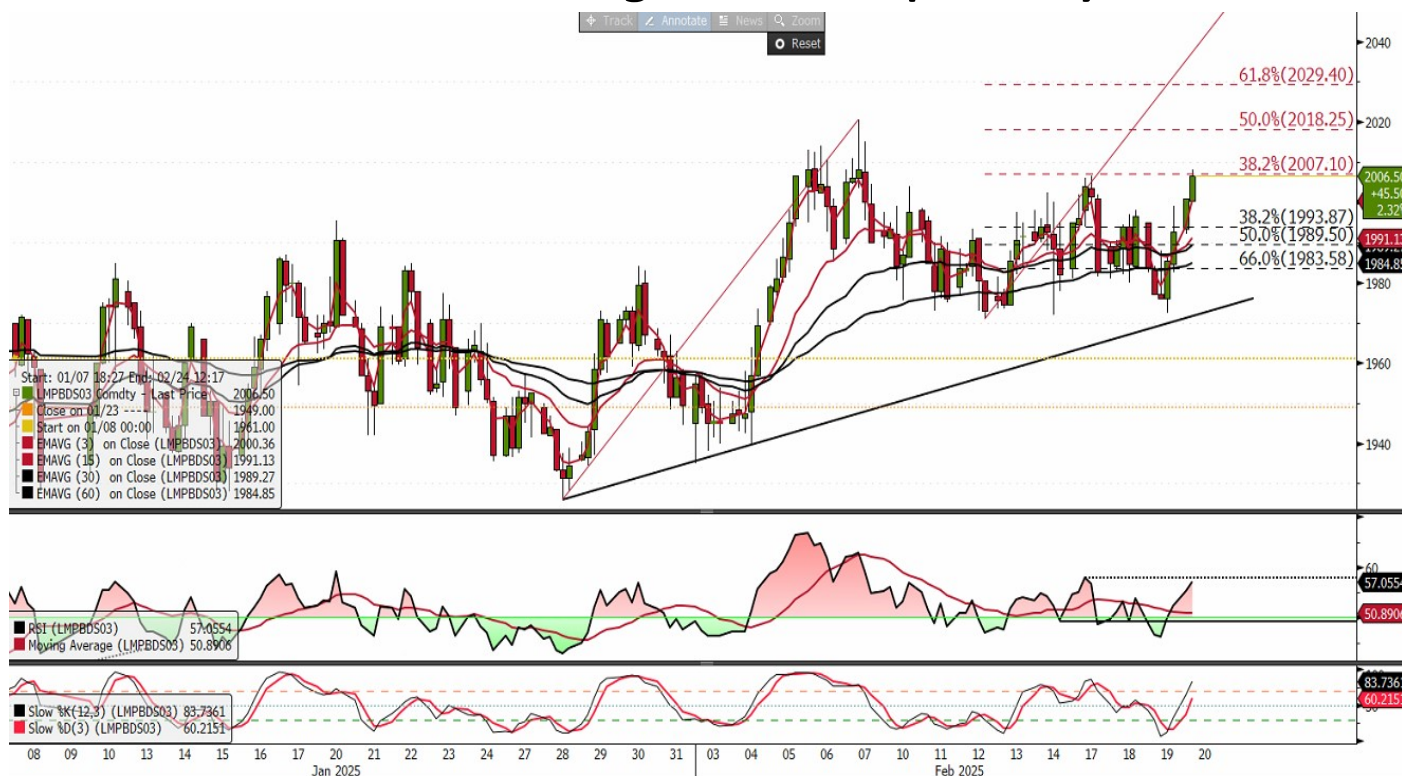 Track Annotate News Zoom
Reset
2040
61.8%(2029.40)
2020
50.0%(2018.25)
38.2%(2007.10)
2006.50
+45.50
2.32%
38.2%(1993.87)
50.0%(1989.50)
1991.13
66.0%(1983.58)
1984.85
1980
1960
1940
Start: 01/07 18:27 End: 02/24 12:17
LMPBDS03 Comdty - Last Price 2006.50
Close on 01/23 ---- 1949.00
Start on 01/08 00:00 1961.00
EMAVG (3) on Close (LMPBDS03) 2000.36
EMAVG (15) on Close (LMPBDS03) 1991.13
EMAVG (30) on Close (LMPBDS03) 1989.27
EMAVG (60) on Close (LMPBDS03) 1984.85
60
57.0554
50.8906
RSI (LMPBDS03) 57.0554
Moving Average (LMPBDS03) 50.8906
83.7361
60.2151
Slow %K(12,3) (LMPBDS03) 83.7361
Slow %D(3) (LMPBDS03) 60.2151
08 09 10 13 14 15 16 17 20 21 22 23 24 27 28 29 30 31 03 04 05 06 07 10 11 12 13 14 17 18 19 20
Jan 2025 Feb 2025